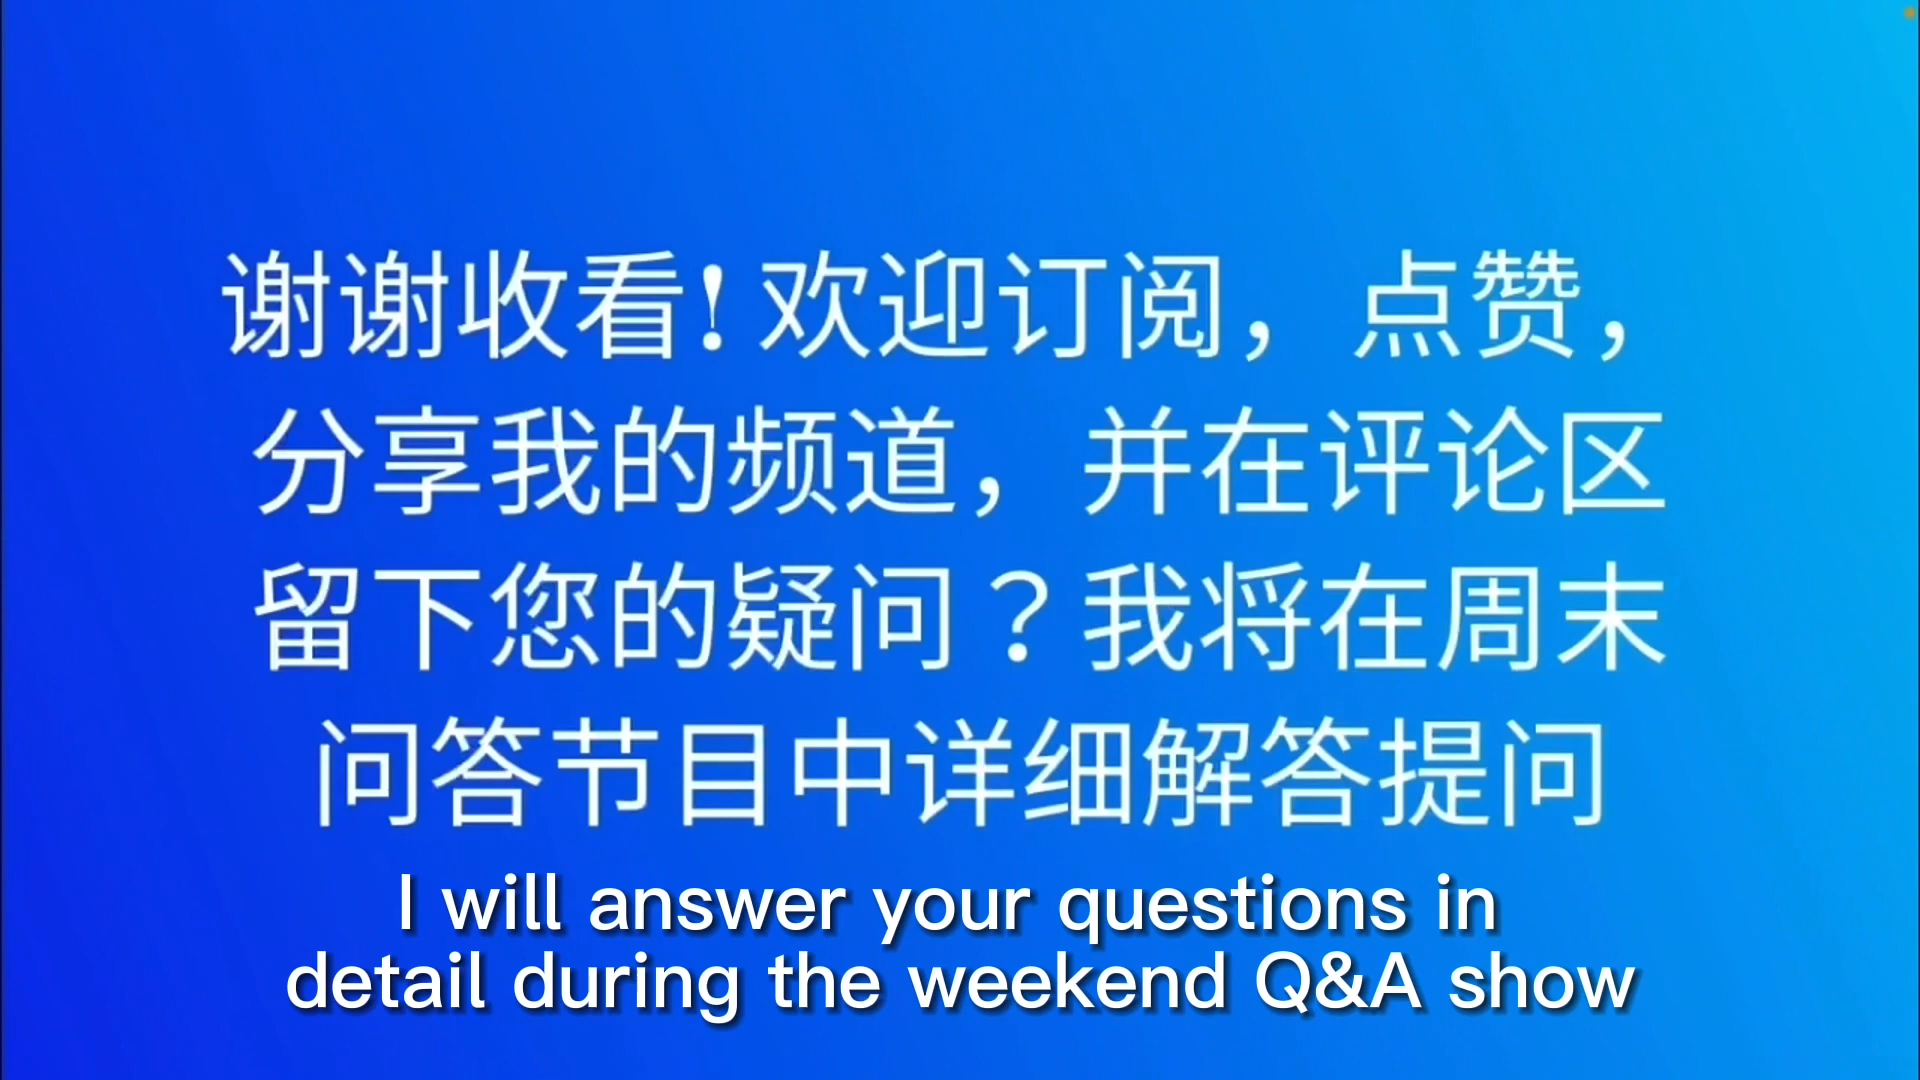 谢谢收看！欢迎订阅，点赞，
分享我的频道，并在评论区
留下您的疑问？我将在周末
问答节目中详细解答提问
I will answer your questions in
detail during the weekend Q&A show